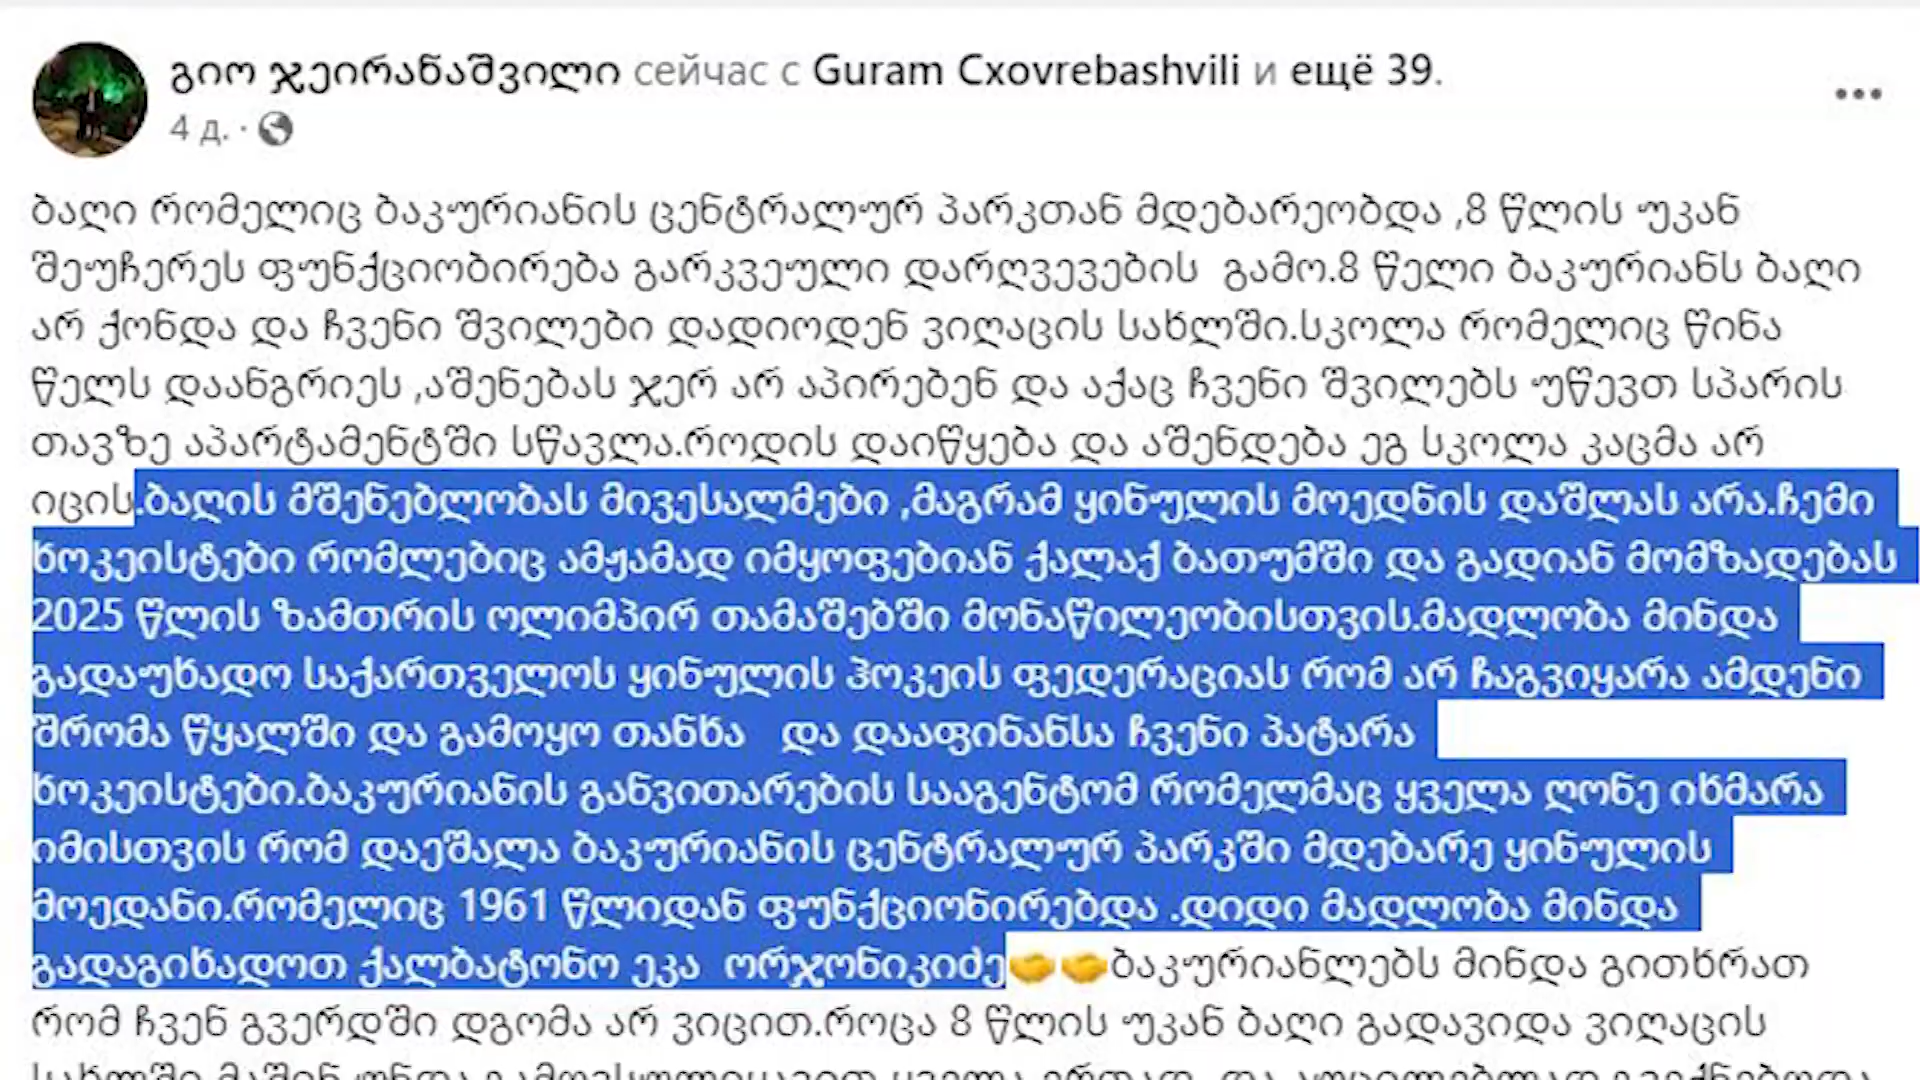 გიო ჯეირანაშვილი сейчас с Guram Cxovrebashvili и ещё 39.
4 д. ·
ბაღი რომელიც ბაკურიანის ცენტრალურ პარკთან მდებარეობდა ,8 წლის უკან
შეუჩერეს ფუნქციობირება გარკვეული დარღვევების გამო.8 წელი ბაკურიანს ბაღი
არ ქონდა და ჩვენი შვილები დადიოდენ ვიღაცის სახლში.სკოლა რომელიც წინა
წელს დაანგრიეს ,აშენებას ჯერ არ აპირებენ და აქაც ჩვენი შვილებს უწევთ სპარის
თავზე აპარტამენტში სწავლა.როდის დაიწყება და აშენდება ეგ სკოლა კაცმა არ
იცის.ბაღის მშენებლობას მივესალმები ,მაგრამ ყინულის მოედნის დაშლას არა.ჩემი
ხოკეისტები რომლებიც ამჟამად იმყოფებიან ქალაქ ბათუმში და გადიან მომზადებას
2025 წლის ზამთრის ოლიმპირ თამაშებში მონაწილეობისთვის.მადლობა მინდა
გადაუხადო საქართველოს ყინულის ჰოკეის ფედერაციას რომ არ ჩაგვიყარა ამდენი
შრომა წყალში და გამოყო თანხა და დააფინანსა ჩვენი პატარა
ხოკეისტები.ბაკურიანის განვითარების სააგენტომ რომელმაც ყველა ღონე იხმარა
იმისთვის რომ დაეშალა ბაკურიანის ცენტრალურ პარკში მდებარე ყინულის
მოედანი.რომელიც 1961 წლიდან ფუნქციონირებდა .დიდი მადლობა მინდა
გადაგიხადოთ ქალბატონო ეკა ორჯონიკიძე🤝🤝ბაკურიანლებს მინდა გითხრათ
რომ ჩვენ გვერდში დგომა არ ვიცით.როცა 8 წლის უკან ბაღი გადავიდა ვიღაცის
სახლში მაშინ